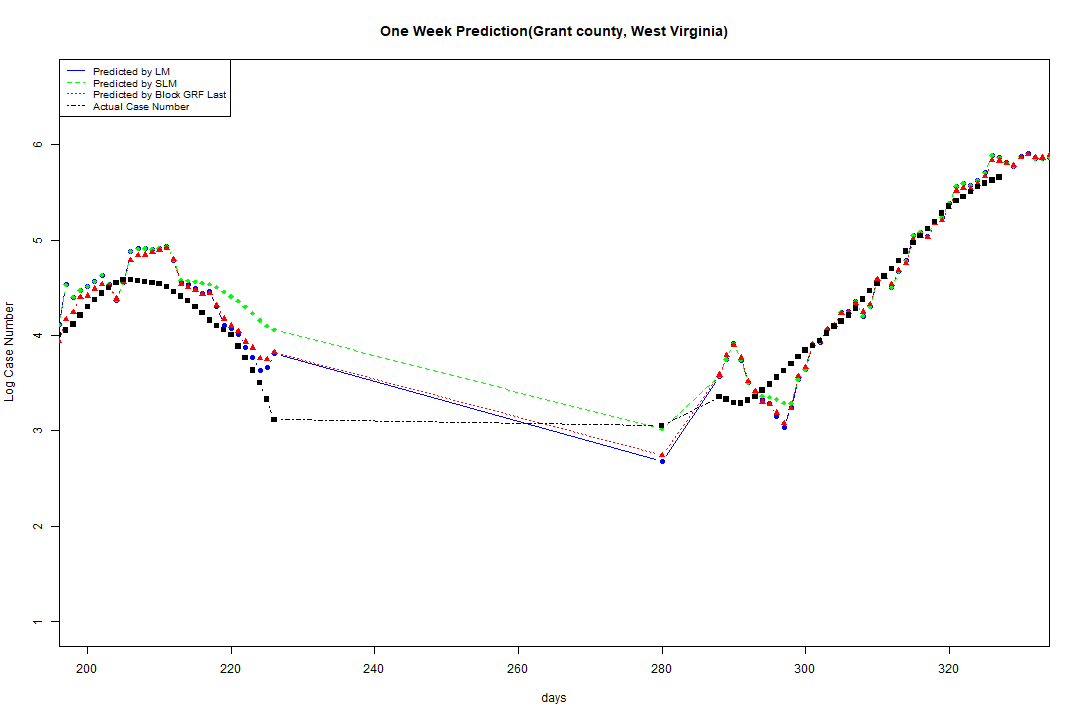 One Week Prediction(Grant county, West Virginia)
Predicted by LM
Predicted by SLM
Predicted by Block GRF Last
Actual Case Number
Log Case Number
6
5
4
3
2
1
200 220 240 260 280 300 320
days